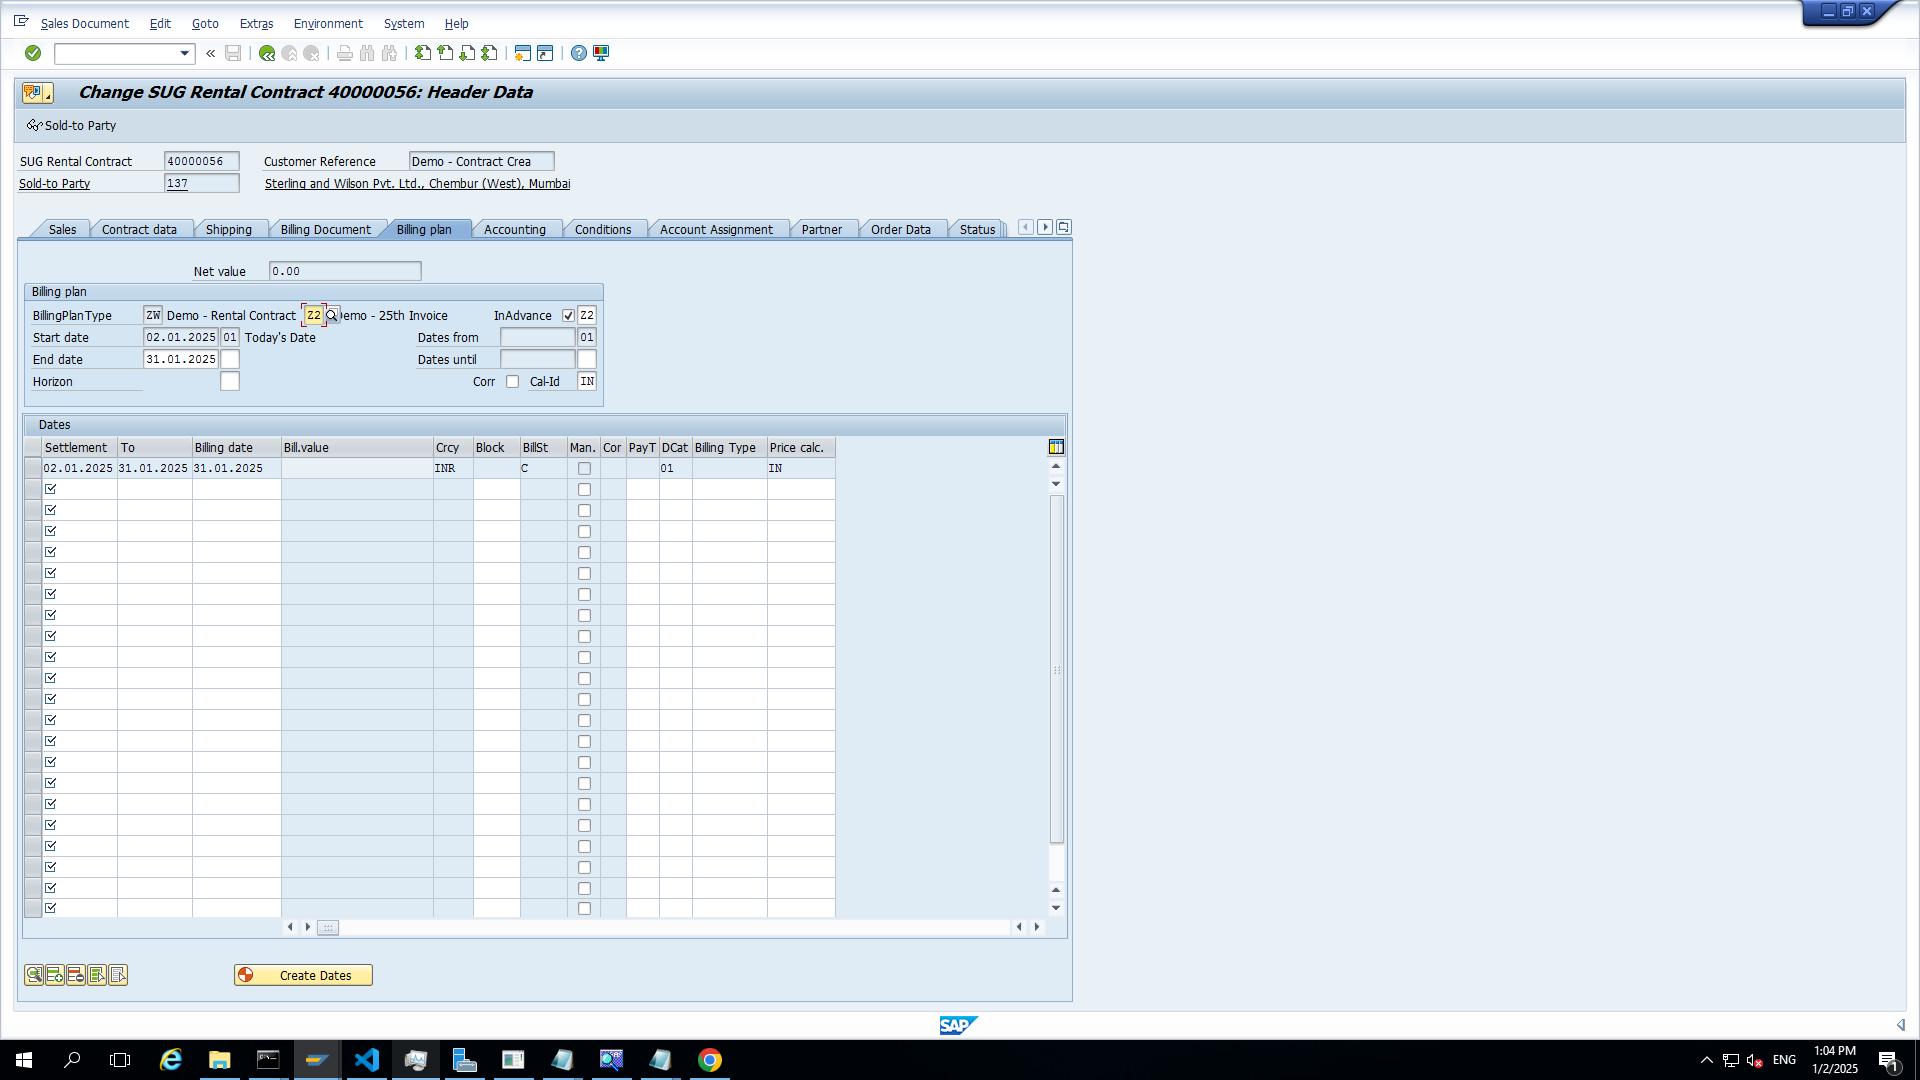 Sales Document Edit Goto Extras Environment System Help
Change SUG Rental Contract 40000056: Header Data
Sold-to Party
SUG Rental Contract 40000056 Customer Reference Demo - Contract Crea
Sold-to Party 137 Sterling and Wilson Pvt. Ltd., Chembur (West), Mumbai
Sales Contract data Shipping Billing Document Billing plan Accounting Conditions Account Assignment Partner Order Data Status
Net value 0.00
Billing plan
BillingPlanType ZW Demo - Rental Contract Z2 emo - 25th Invoice InAdvance Z2
Start date 02.01.2025 01 Today's Date Dates from 01
End date 31.01.2025 Dates until
Horizon Corr Cal-Id IN
Dates
Settlement To Billing date Bill.value Crcy Block BillSt Man. Cor PayT DCat Billing Type Price calc.
02.01.2025 31.01.2025 31.01.2025 INR C 01 IN
Create Dates
SAP
ENG 1:04 PM
1/2/2025 1